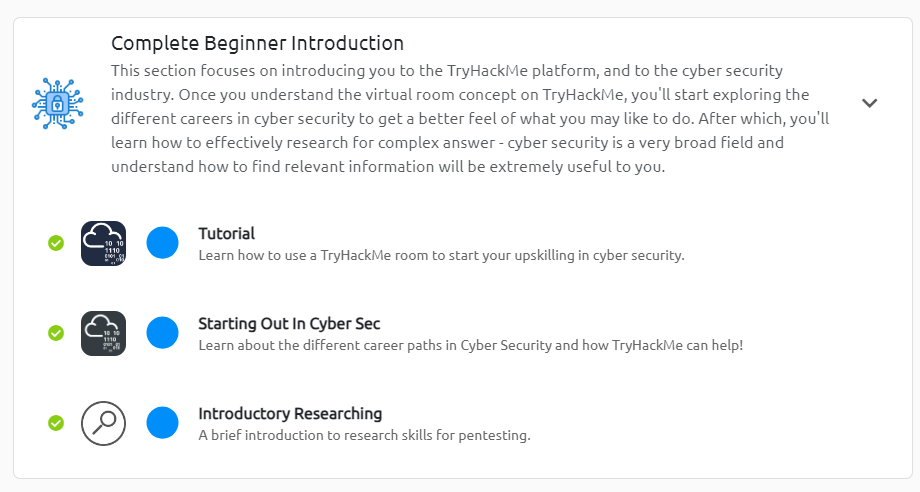 Complete Beginner Introduction
This section focuses on introducing you to the TryHackMe platform, and to the cyber security
industry. Once you understand the virtual room concept on TryHackMe, you'll start exploring the
different careers in cyber security to get a better feel of what you may like to do. After which, you'll
learn how to effectively research for complex answer - cyber security is a very broad field and
understand how to find relevant information will be extremely useful to you.
Tutorial
Learn how to use a TryHackMe room to start your upskilling in cyber security.
Starting Out In Cyber Sec
Learn about the different career paths in Cyber Security and how TryHackMe can help!
Introductory Researching
A brief introduction to research skills for pentesting.